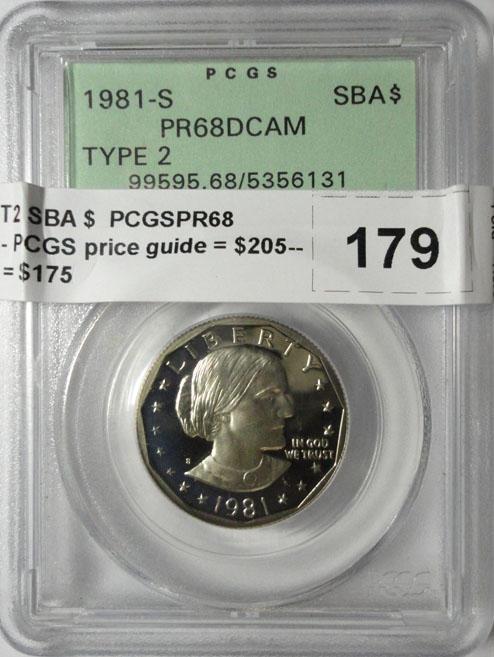 PCGS
1981-S SBA$
PR68DCAM
TYPE 2
99595.68/5356131
T2 SBA $ PCGSPR68
- PCGS price guide = $205--
= $175
179
LIBERTY
IN GOD
WE TRUST
S
1981
PCGS